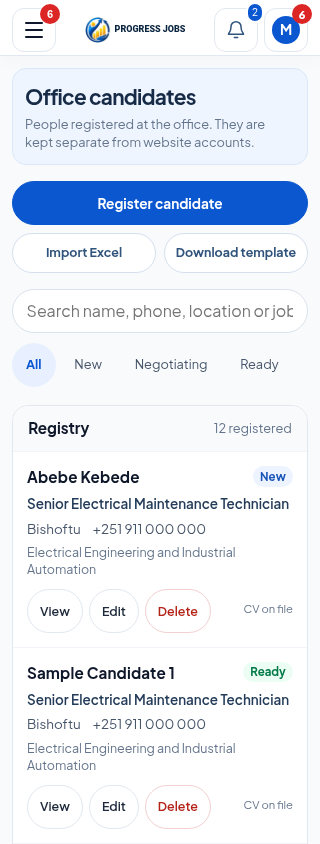 6
PROGRESS JOBS
2
M
6
Office candidates
People registered at the office. They are
kept separate from website accounts.
Register candidate
Import Excel
Download template
Search name, phone, location or job
All
New
Negotiating
Ready
Registry
12 registered
Abebe Kebede
New
Senior Electrical Maintenance Technician
Bishoftu +251 911 000 000
Electrical Engineering and Industrial
Automation
View
Edit
Delete
CV on file
Sample Candidate 1
Ready
Senior Electrical Maintenance Technician
Bishoftu +251 911 000 000
Electrical Engineering and Industrial
Automation
View
Edit
Delete
CV on file